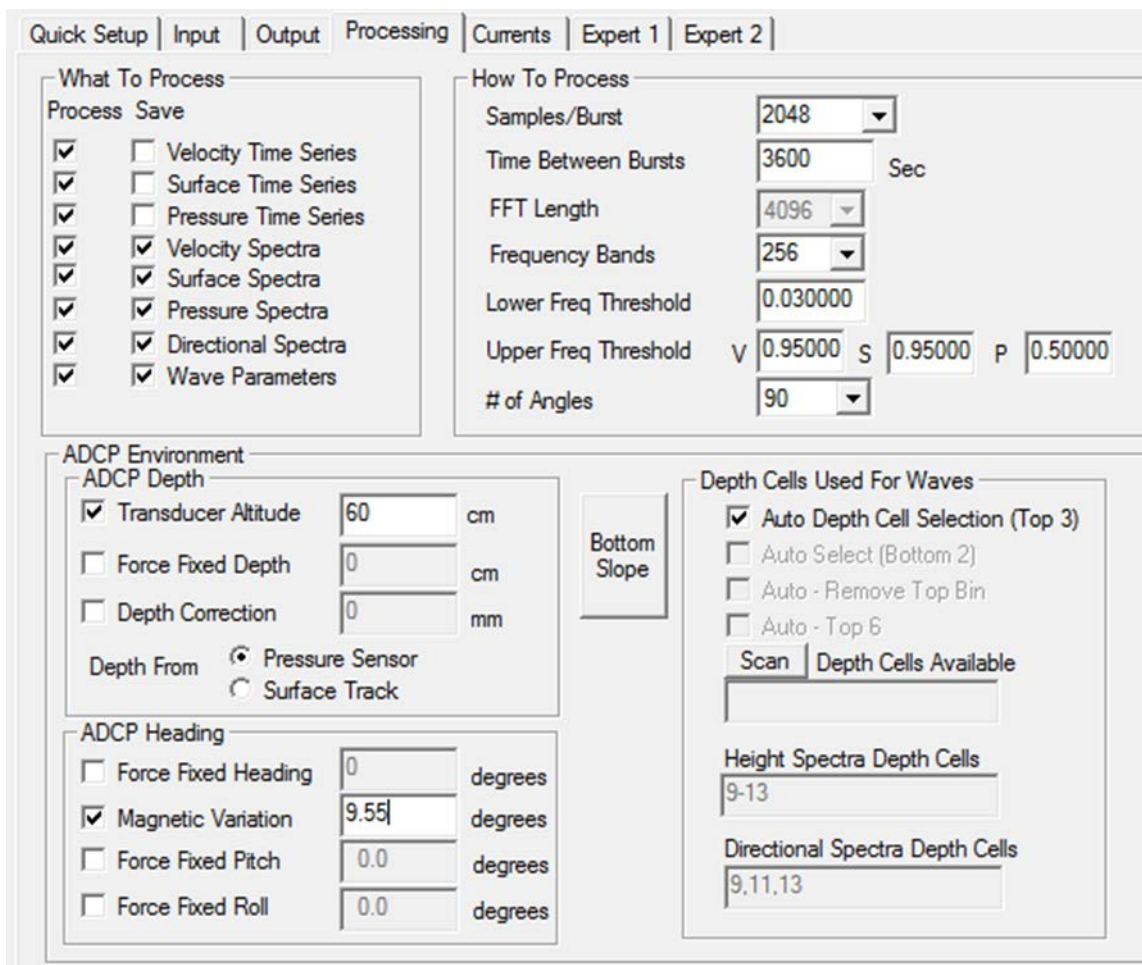 Quick Setup Input Output Processing Currents Expert 1 Expert 2
What To Process
Process Save
Velocity Time Series
Surface Time Series
Pressure Time Series
Velocity Spectra
Surface Spectra
Pressure Spectra
Directional Spectra
Wave Parameters
How To Process
Samples/Burst 2048
Time Between Bursts 3600 Sec
FFT Length 4096
Frequency Bands 256
Lower Freq Threshold 0.030000
Upper Freq Threshold V 0.95000 S 0.95000 P 0.50000
# of Angles 90
ADCP Environment
ADCP Depth
Transducer Altitude 60 cm
Force Fixed Depth 0 cm
Depth Correction 0 mm
Depth From Pressure Sensor
Surface Track
Bottom
Slope
ADCP Heading
Force Fixed Heading 0 degrees
Magnetic Variation 9.55 degrees
Force Fixed Pitch 0.0 degrees
Force Fixed Roll 0.0 degrees
Depth Cells Used For Waves
Auto Depth Cell Selection (Top 3)
Auto Select (Bottom 2)
Auto - Remove Top Bin
Auto - Top 6
Scan Depth Cells Available
Height Spectra Depth Cells
9-13
Directional Spectra Depth Cells
9,11,13